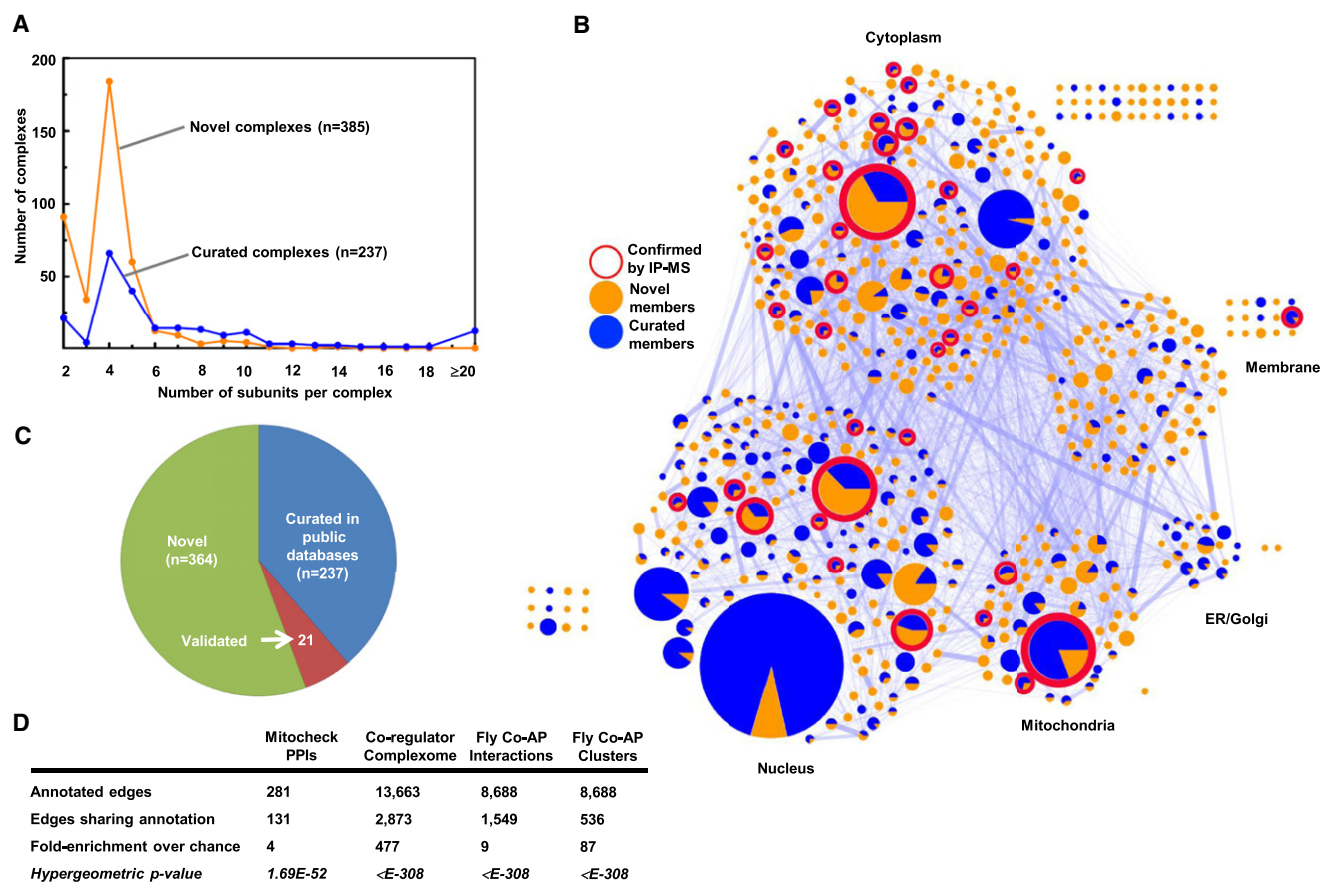 A
200
150
100
50
Number of complexes
Novel complexes (n=385)
Curated complexes (n=237)
2 4 6 8 10 12 14 16 18 ≥20
Number of subunits per complex
B
Cytoplasm
Confirmed
by IP-MS
Novel
members
Curated
members
Membrane
ER/Golgi
Mitochondria
Nucleus
C
Novel
(n=364)
Curated in
public
databases
(n=237)
Validated
21
D
Mitocheck Co-regulator Fly Co-AP Fly Co-AP
PPIs Complexome Interactions Clusters
Annotated edges 281 13,663 8,688 8,688
Edges sharing annotation 131 2,873 1,549 536
Fold-enrichment over chance 4 477 9 87
Hypergeometric p-value 1.69E-52 <E-308 <E-308 <E-308